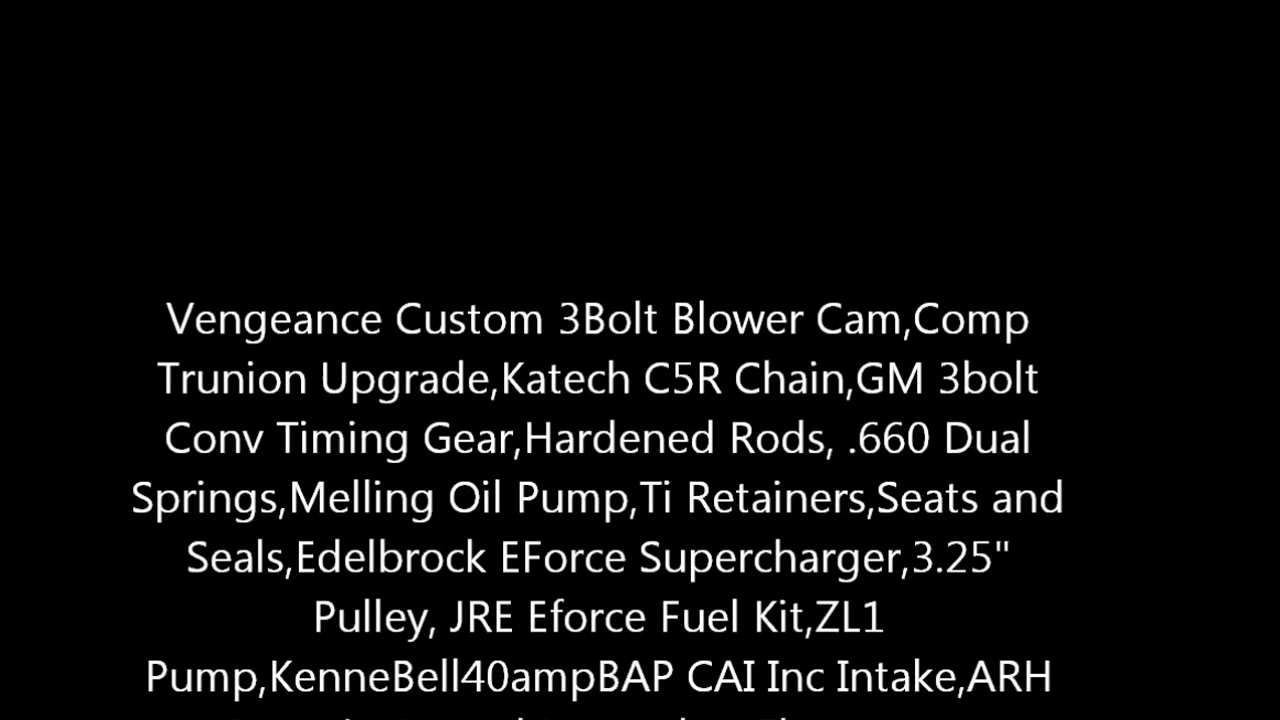 Vengeance Custom 3Bolt Blower Cam,Comp
Trunion Upgrade,Katech C5R Chain,GM 3bolt
Conv Timing Gear,Hardened Rods, .660 Dual
Springs,Melling Oil Pump,Ti Retainers,Seats and
Seals,Edelbrock EForce Supercharger,3.25"
Pulley, JRE Eforce Fuel Kit,ZL1
Pump,KenneBell40ampBAP CAI Inc Intake,ARH